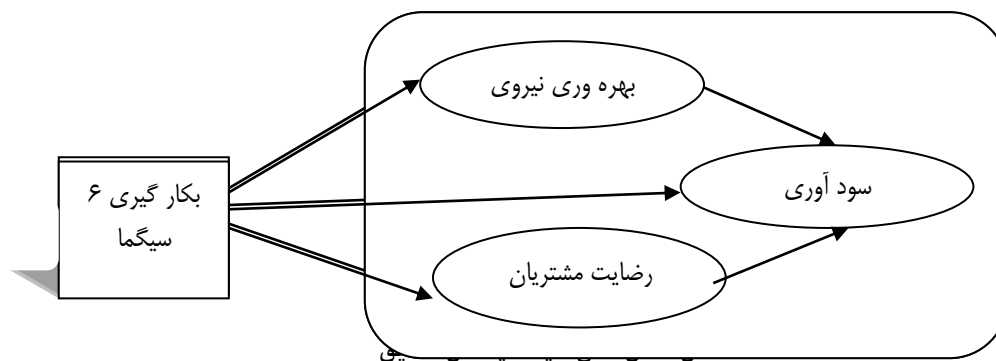 بهره وری نیروی
سود آوری
بکار گیری ۶
سیگما
رضایت مشتریان